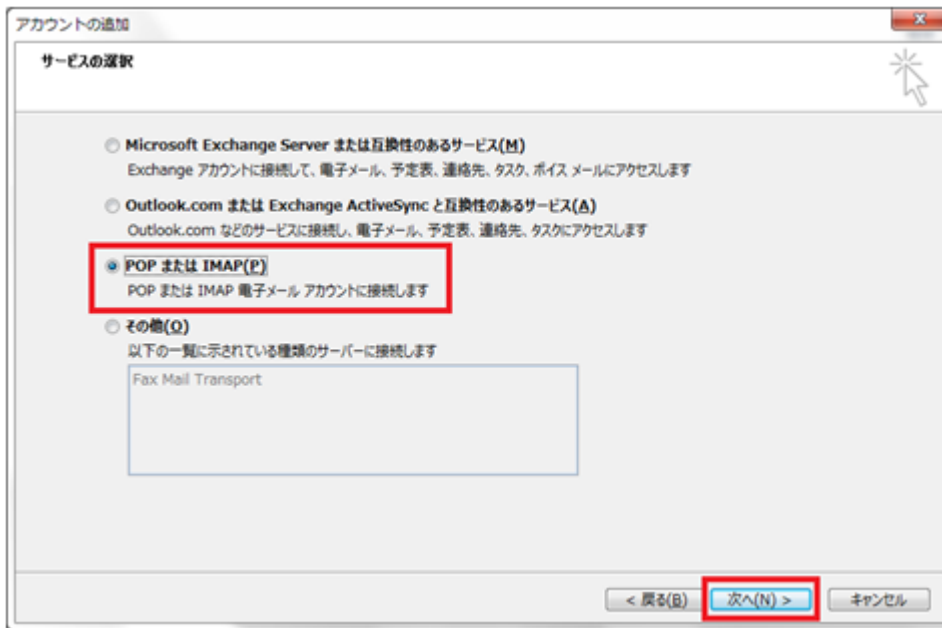 アカウントの追加
サービスの選択
Microsoft Exchange Server または互換性のあるサービス(M)
Exchange アカウントに接続して、電子メール、予定表、連絡先、タスク、ボイス メールにアクセスします
Outlook.com または Exchange ActiveSync と互換性のあるサービス(A)
Outlook.com などのサービスに接続し、電子メール、予定表、連絡先、タスクにアクセスします
POP または IMAP(P)
POP または IMAP 電子メール アカウントに接続します
その他(O)
以下の一覧に示されている種類のサーバーに接続します
Fax Mail Transport
< 戻る(B) 次へ(N) > キャンセル